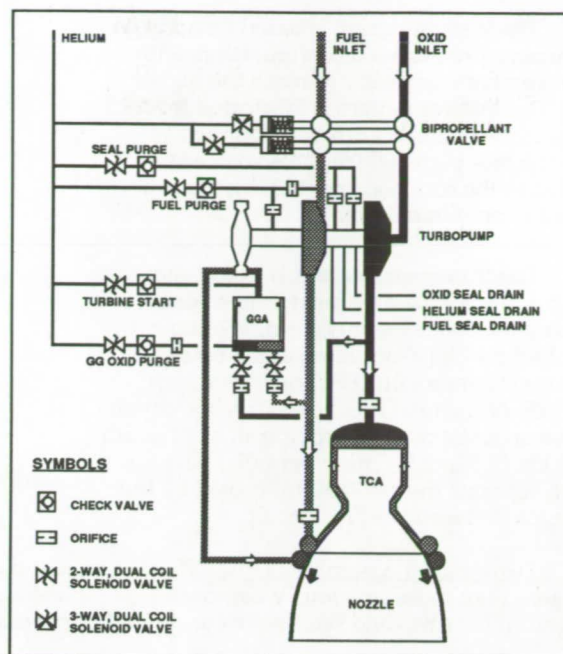 HELIUM
FUEL INLET
OXID INLET
BIPROPELLANT VALVE
SEAL PURGE
FUEL PURGE
TURBOPUMP
TURBINE START
GGA
OXID SEAL DRAIN
HELIUM SEAL DRAIN
FUEL SEAL DRAIN
GG OXID PURGE
TCA
SYMBOLS
CHECK VALVE
ORIFICE
2-WAY, DUAL COIL
SOLENOID VALVE
3-WAY, DUAL COIL
SOLENOID VALVE
NOZZLE